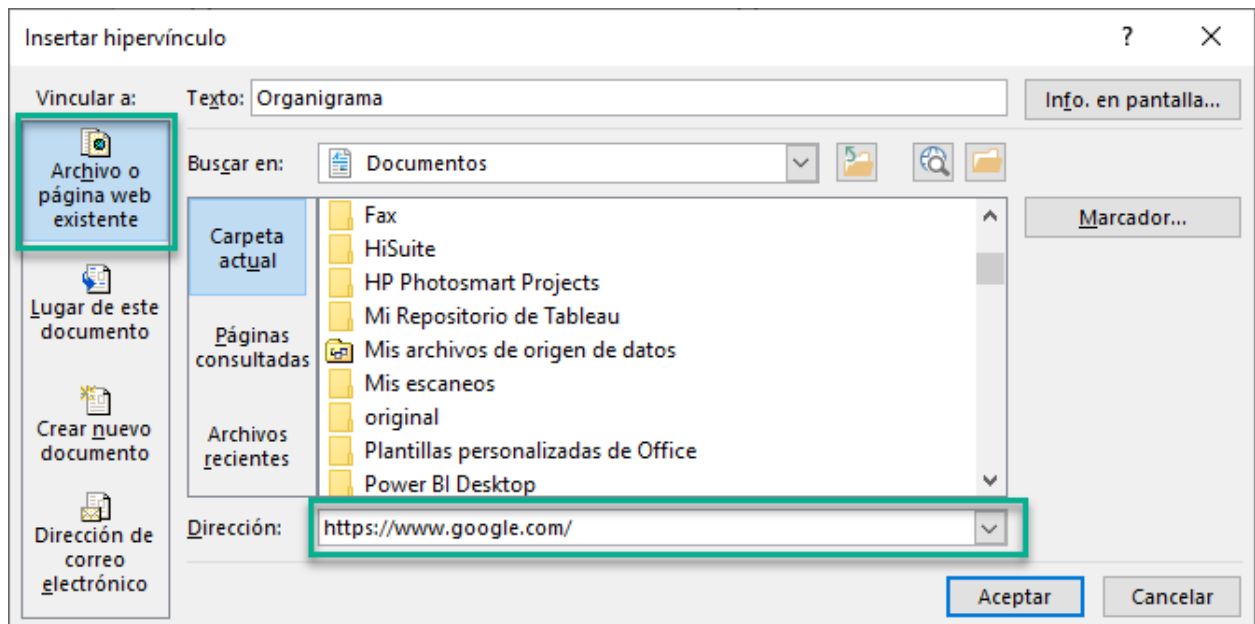 Insertar hipervínculo
?
Vincular a:
Texto: Organigrama
Info. en pantalla...
Archivo o
página web
existente
Lugar de este
documento
Crear nuevo
documento
Dirección de
correo
electrónico
Buscar en:
Documentos
Carpeta
actual
Páginas
consultadas
Archivos
recientes
Fax
HiSuite
HP Photosmart Projects
Mi Repositorio de Tableau
Mis archivos de origen de datos
Mis escaneos
original
Plantillas personalizadas de Office
Power BI Desktop
Marcador...
Dirección: https://www.google.com/
Aceptar
Cancelar